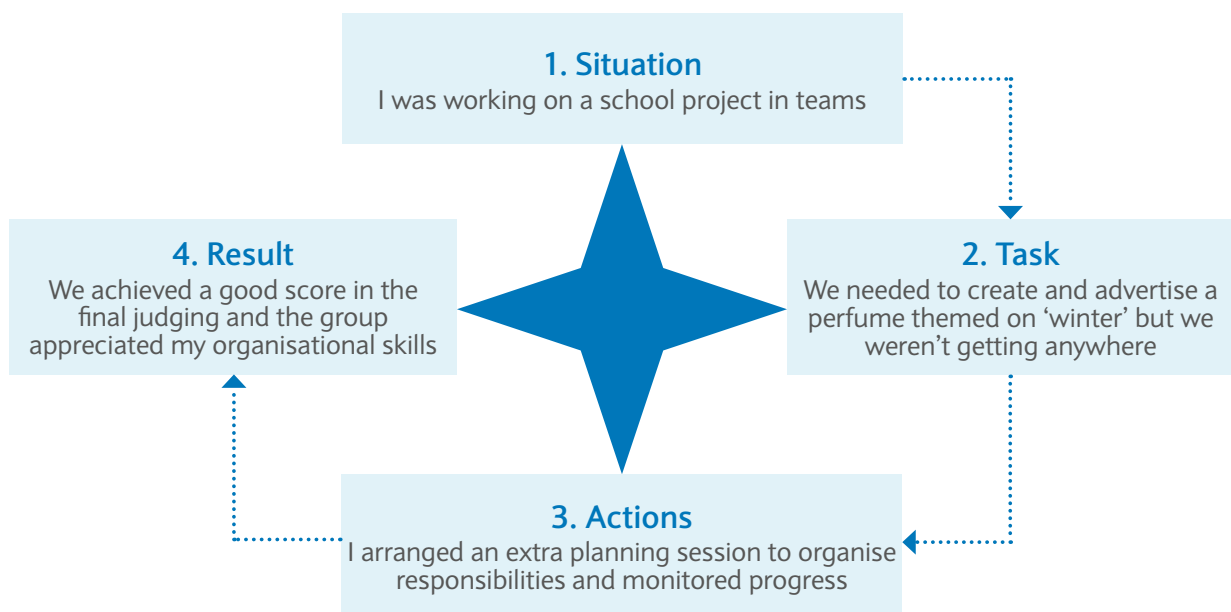 1. Situation
I was working on a school project in teams
2. Task
We needed to create and advertise a
perfume themed on ‘winter’ but we
weren’t getting anywhere
3. Actions
I arranged an extra planning session to organise
responsibilities and monitored progress
4. Result
We achieved a good score in the
final judging and the group
appreciated my organisational skills